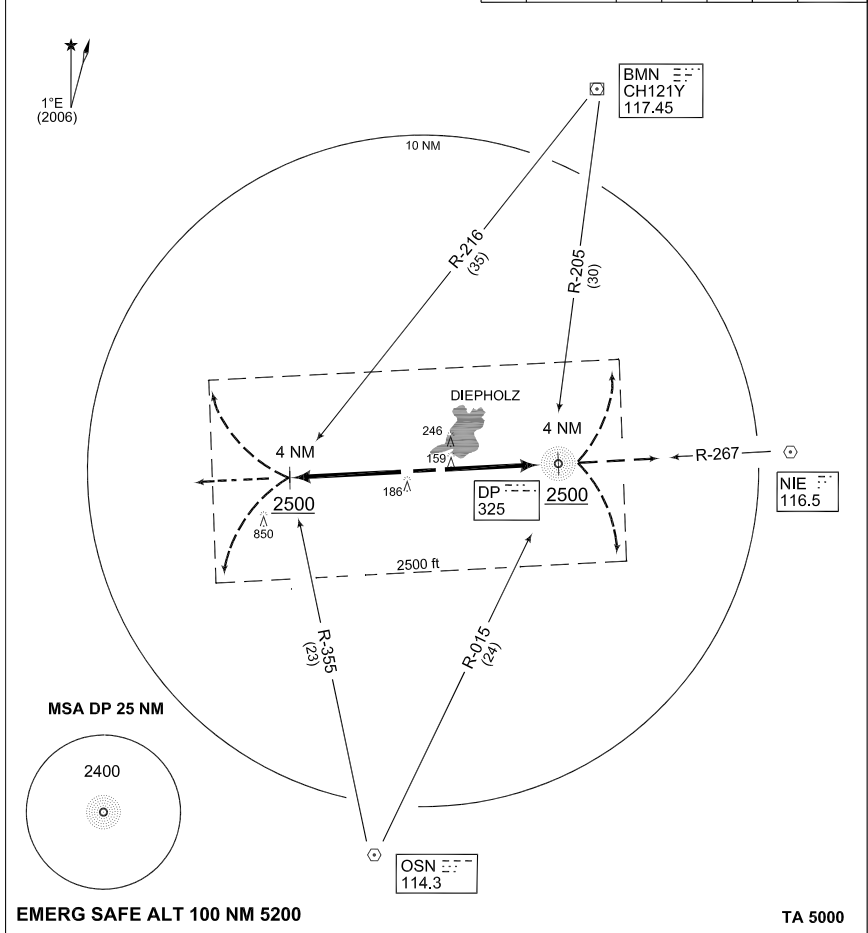 BMN
CH121Y
117.45
1°E
(2006)
10 NM
R-216
(35)
R-205
(30)
DIEPHOLZ
246
4 NM
4 NM
159
R-267
186
DP
325
2500
2500
NIE
116.5
850
2500 ft
R-355
(23)
R-015
(24)
MSA DP 25 NM
2400
OSN
114.3
EMERG SAFE ALT 100 NM 5200
TA 5000